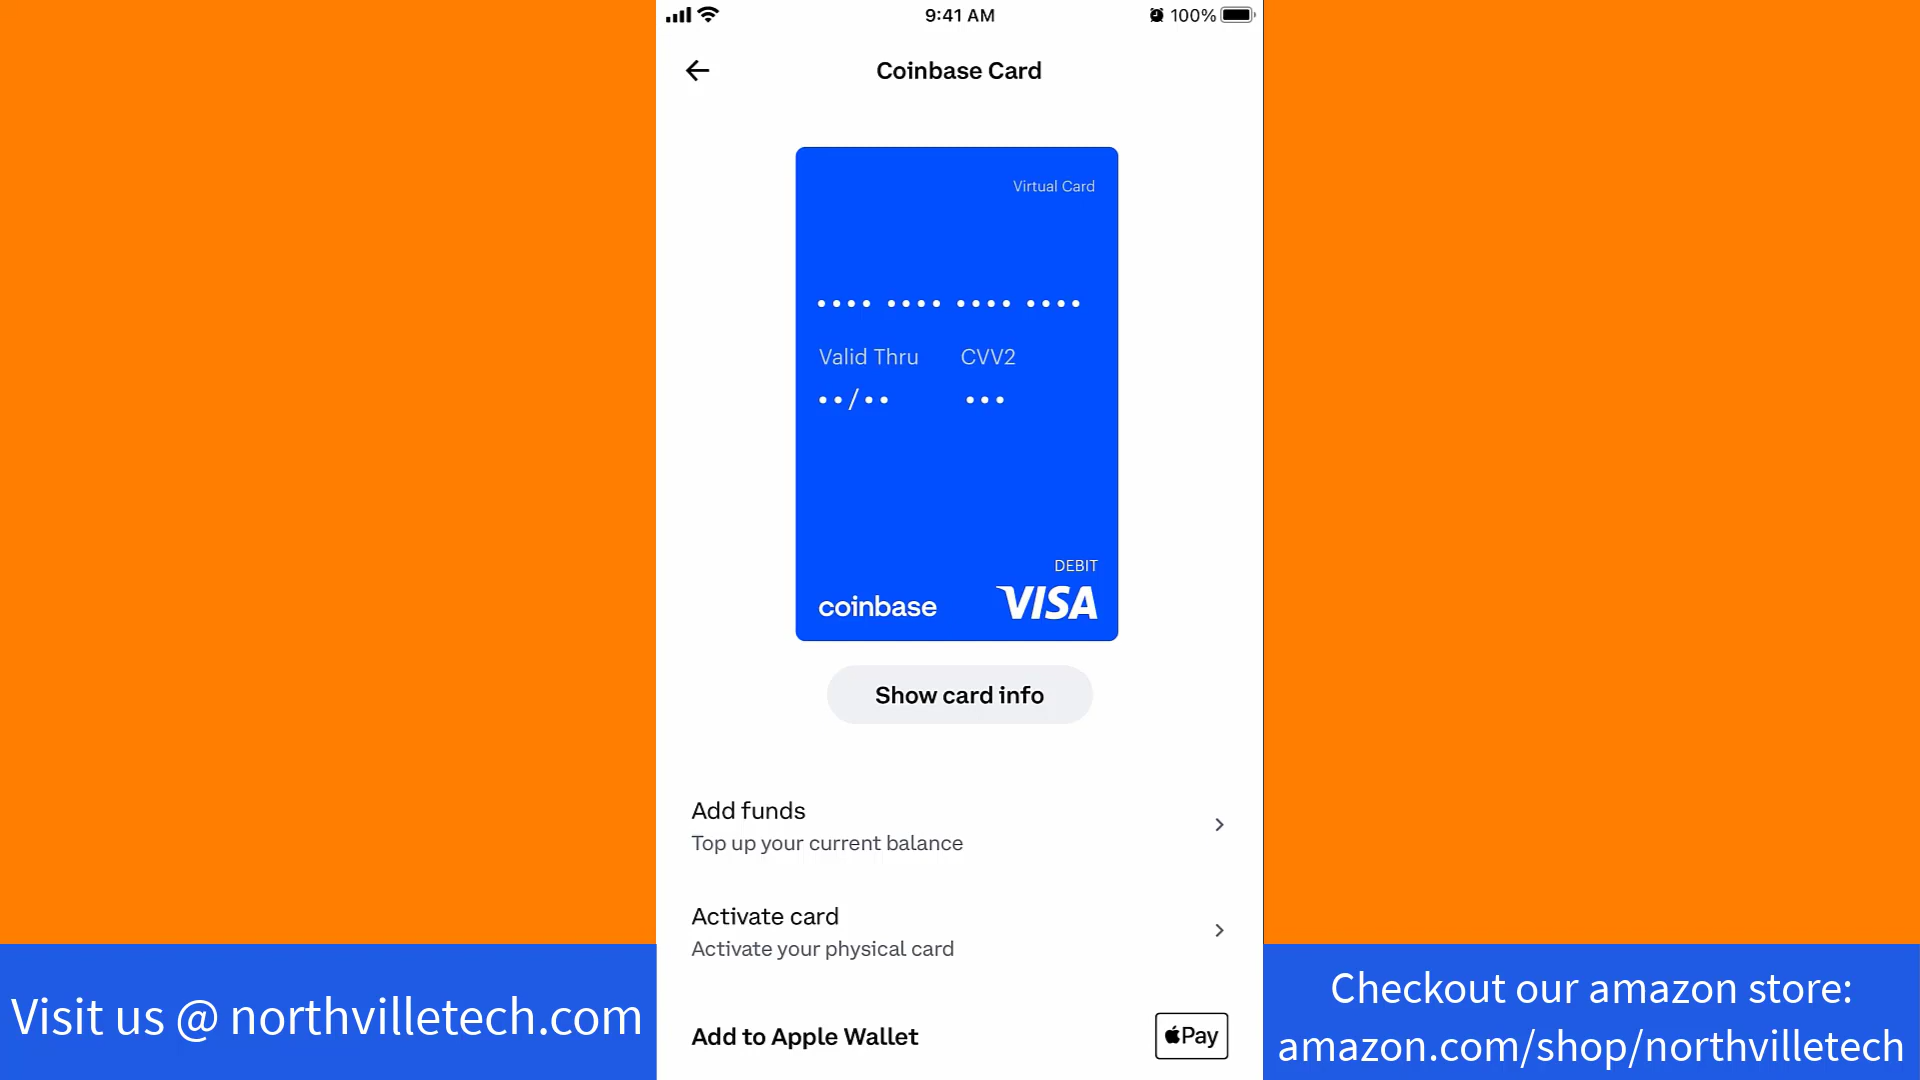 9:41 AM
100%
Coinbase Card
Virtual Card
•••• •••• •••• ••••
Valid Thru CVV2
••/•• •••
DEBIT
coinbase VISA
Show card info
Add funds
Top up your current balance
Activate card
Activate your physical card
Add to Apple Wallet
Pay
Visit us @ northvilletech.com
Checkout our amazon store:
amazon.com/shop/northvilletech